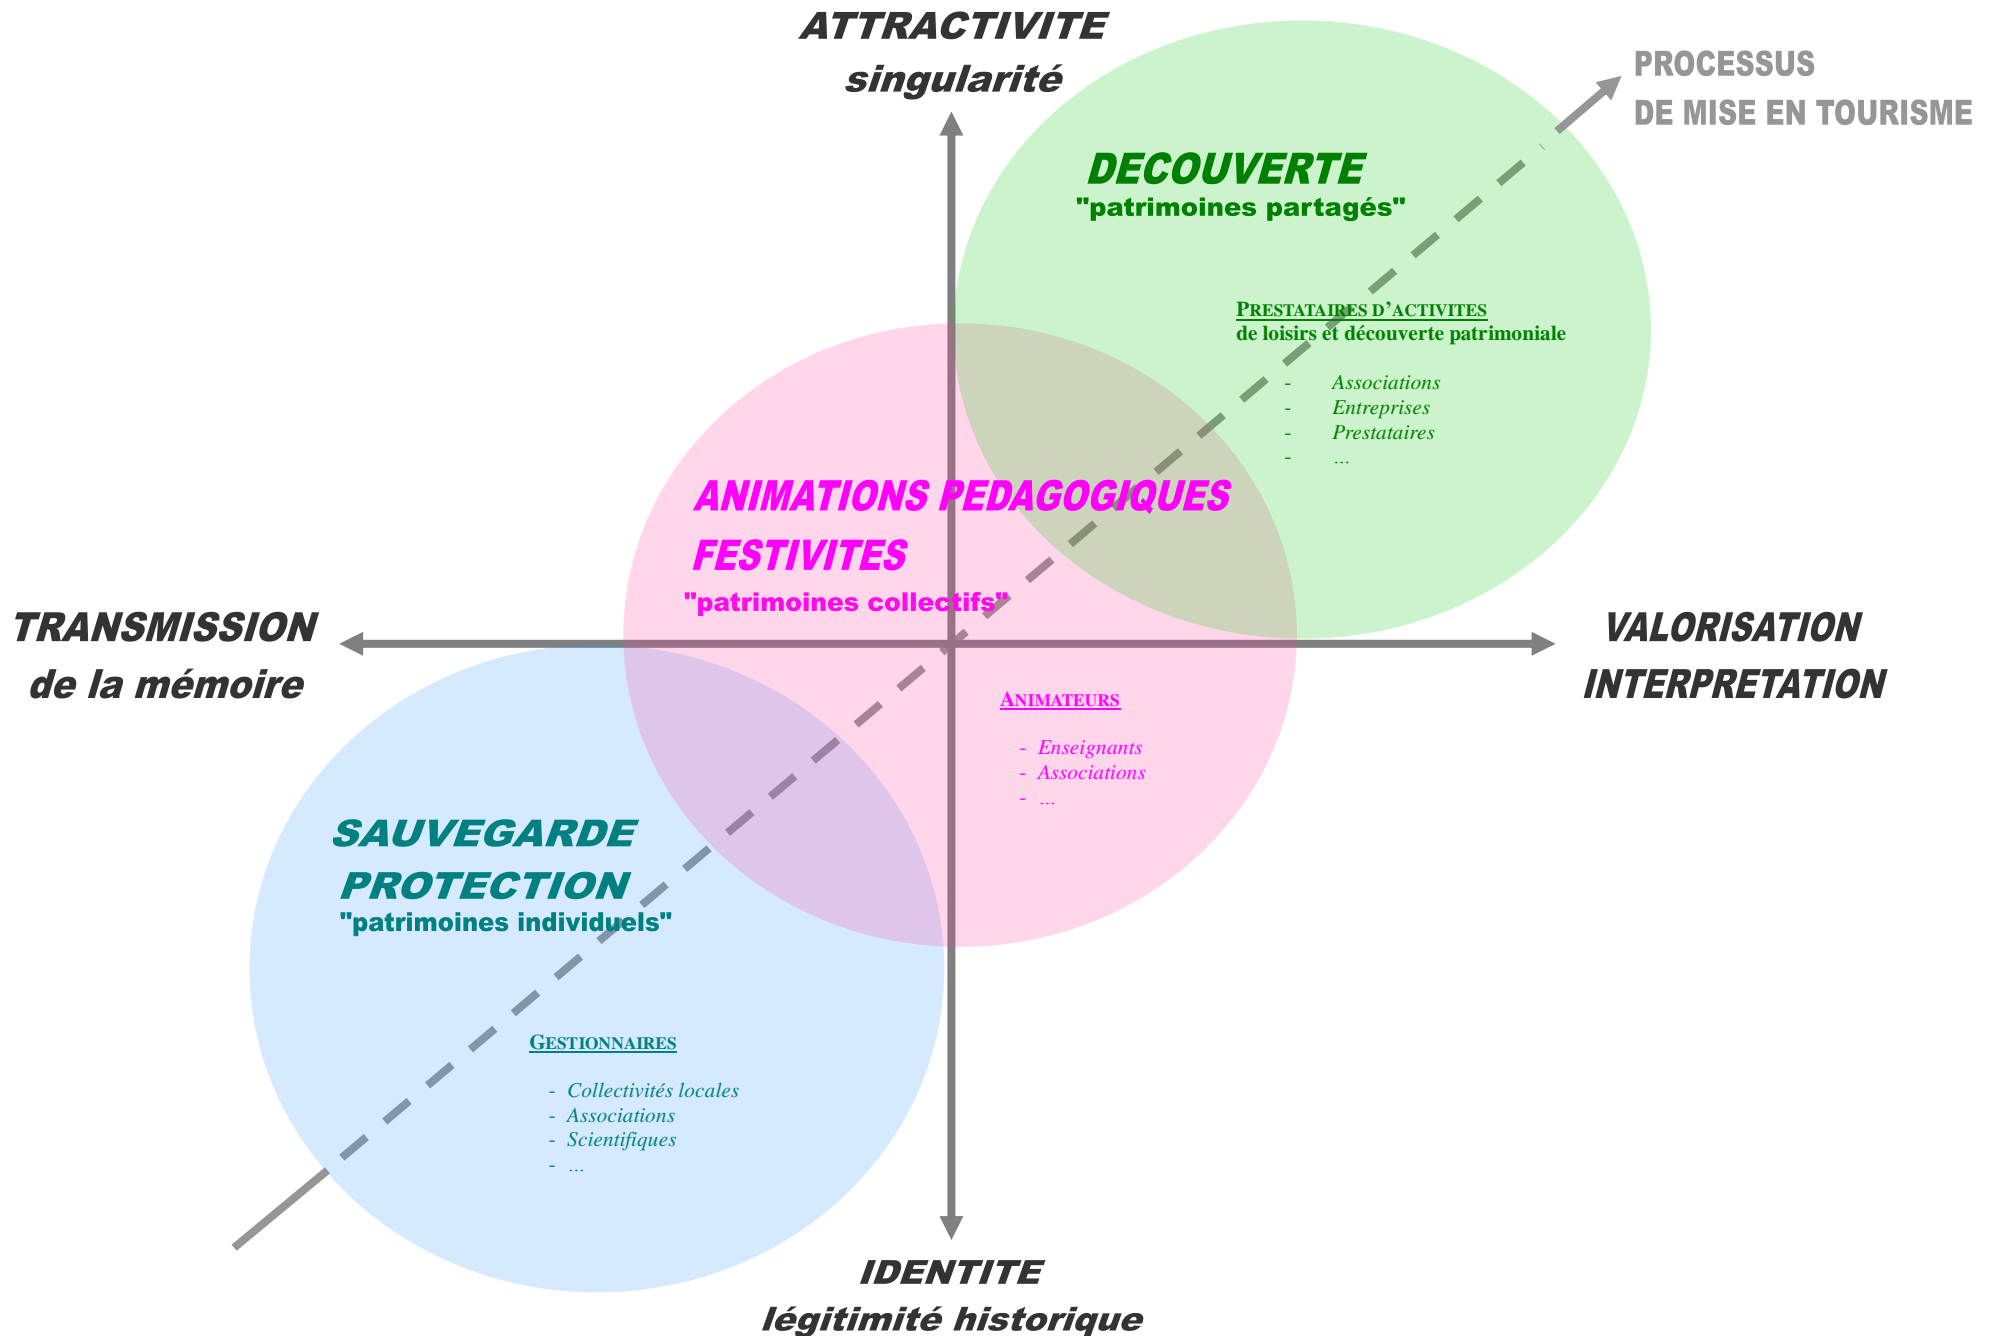 ATTRACTIVITE
singularité
PROCESSUS
DE MISE EN TOURISME
DECOUVERTE
"patrimoines partagés"
PRESTATAIRES D’ACTIVITES
de loisirs et découverte patrimoniale
- Associations
- Entreprises
- Prestataires
- ...
ANIMATIONS PEDAGOGIQUES
FESTIVITES
"patrimoines collectifs"
TRANSMISSION
de la mémoire
VALORISATION
INTERPRETATION
ANIMATEURS
- Enseignants
- Associations
- ...
SAUVEGARDE
PROTECTION
"patrimoines individuels"
GESTIONNAIRES
- Collectivités locales
- Associations
- Scientifiques
- ...
IDENTITE
légitimité historique